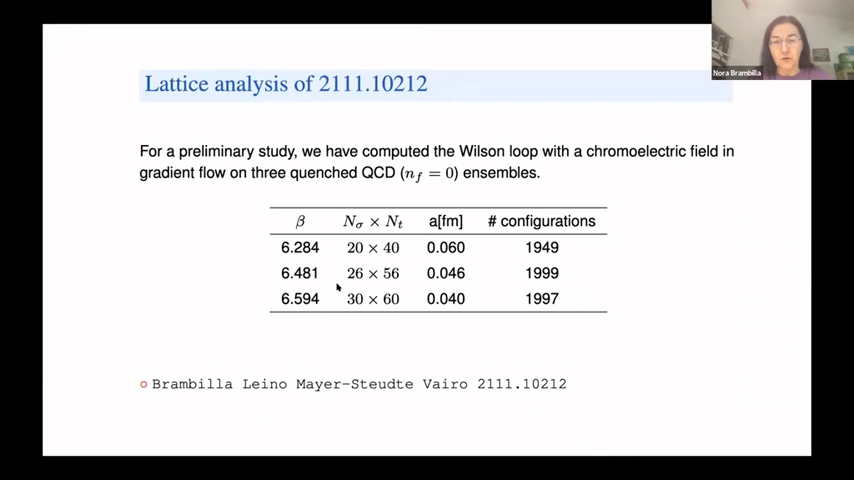 Nora Brambilla
Lattice analysis of 2111.10212
For a preliminary study, we have computed the Wilson loop with a chromoelectric field in
gradient flow on three quenched QCD (n_f = 0) ensembles.
β N_σ × N_t a[fm] # configurations
6.284 20 × 40 0.060 1949
6.481 26 × 56 0.046 1999
6.594 30 × 60 0.040 1997
Brambilla Leino Mayer-Steudte Vairo 2111.10212